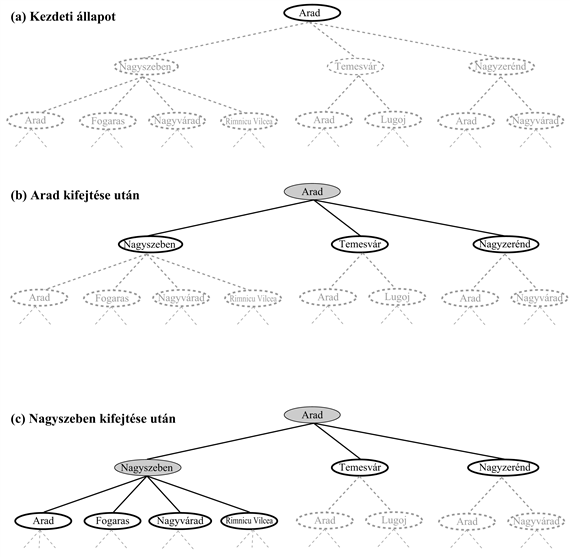 (a) Kezdeti állapot
Arad
Nagyszeben Temesvár Nagyzerénd
Arad Fogaras Nagyvárad Rimnicu Vilcea Arad Lugoj Arad Nagyvárad
(b) Arad kifejtése után
Arad
Nagyszeben Temesvár Nagyzerénd
Arad Fogaras Nagyvárad Rimnicu Vilcea Arad Lugoj Arad Nagyvárad
(c) Nagyszeben kifejtése után
Arad
Nagyszeben Temesvár Nagyzerénd
Arad Fogaras Nagyvárad Rimnicu Vilcea Arad Lugoj Arad Nagyvárad